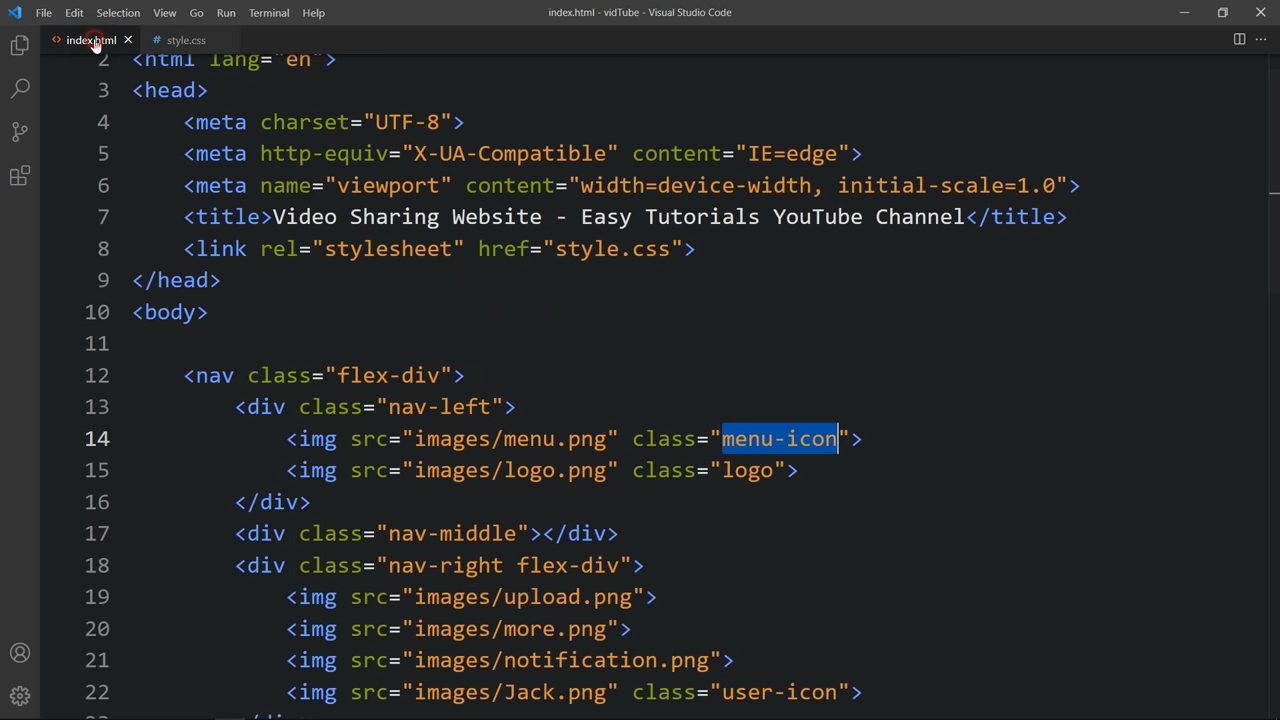 File Edit Selection View Go Run Terminal Help index.html - vidTube - Visual Studio Code
index.html style.css
2 <html lang="en">
3 <head>
4 <meta charset="UTF-8">
5 <meta http-equiv="X-UA-Compatible" content="IE=edge">
6 <meta name="viewport" content="width=device-width, initial-scale=1.0">
7 <title>Video Sharing Website - Easy Tutorials YouTube Channel</title>
8 <link rel="stylesheet" href="style.css">
9 </head>
10 <body>
11
12 <nav class="flex-div">
13 <div class="nav-left">
14 <img src="images/menu.png" class="menu-icon">
15 <img src="images/logo.png" class="logo">
16 </div>
17 <div class="nav-middle"></div>
18 <div class="nav-right flex-div">
19 <img src="images/upload.png">
20 <img src="images/more.png">
21 <img src="images/notification.png">
22 <img src="images/Jack.png" class="user-icon">